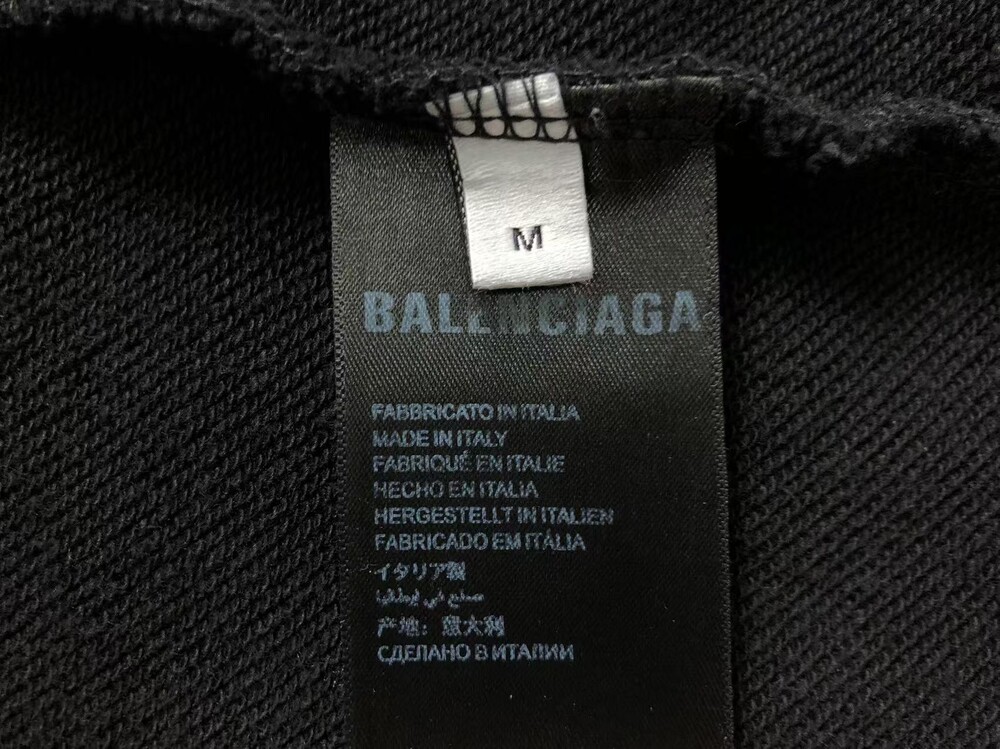 M
BALENCIAGA
FABBRICATO IN ITALIA
MADE IN ITALY
FABRIQUÉ EN ITALIE
HECHO EN ITALIA
HERGESTELLT IN ITALIEN
FABRICADO EM ITÁLIA
イタリア製
صنع في إيطاليا
产地：意大利
СДЕЛАНО В ИТАЛИИ